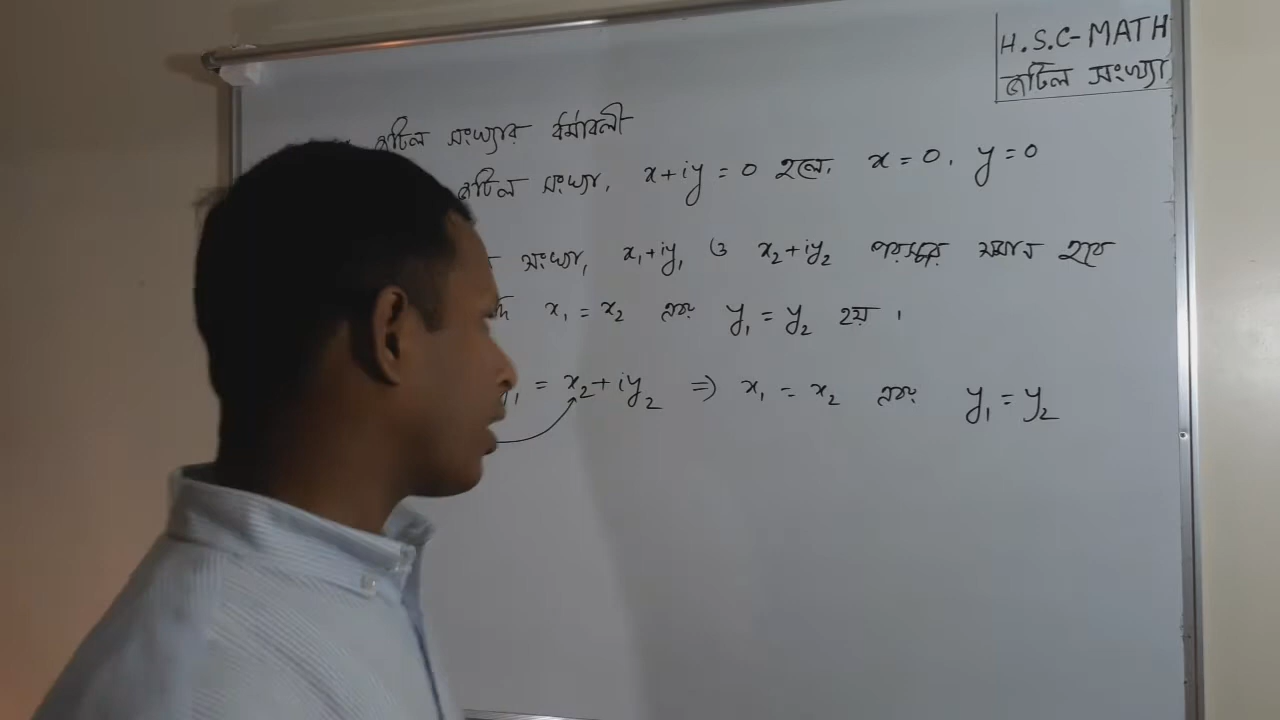 H.S.C-MATH
জটিল সংখ্যা
জটিল সংখ্যার ধর্মাবলী
জটিল সংখ্যা, x+iy = 0 হলে, x = 0, y = 0
সংখ্যা, x₁+iy₁ ও x₂+iy₂ পরস্পর সমান হবে
x₁ = x₂ এবং y₁ = y₂ হয়।
= x₂+iy₂ ⇒ x₁ = x₂ এবং y₁ = y₂